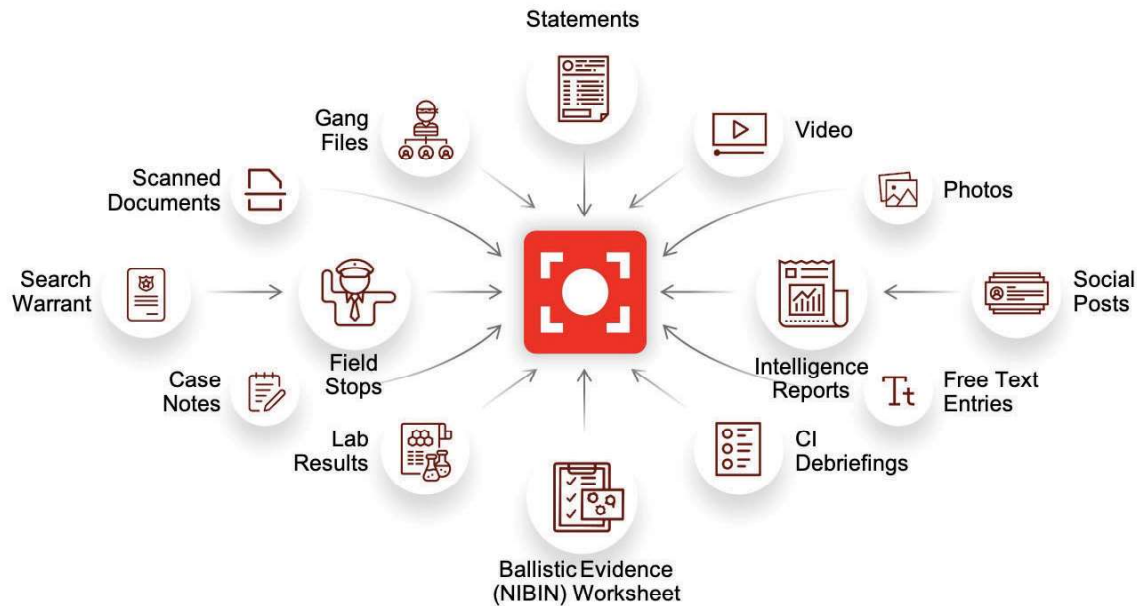 Statements
Gang
Files
Video
Scanned
Documents
Photos
Search
Warrant
Social
Posts
Field
Stops
Intelligence
Reports
Case
Notes
Tt
Free Text
Entries
Lab
Results
CI
Debriefings
Ballistic Evidence
(NIBIN) Worksheet